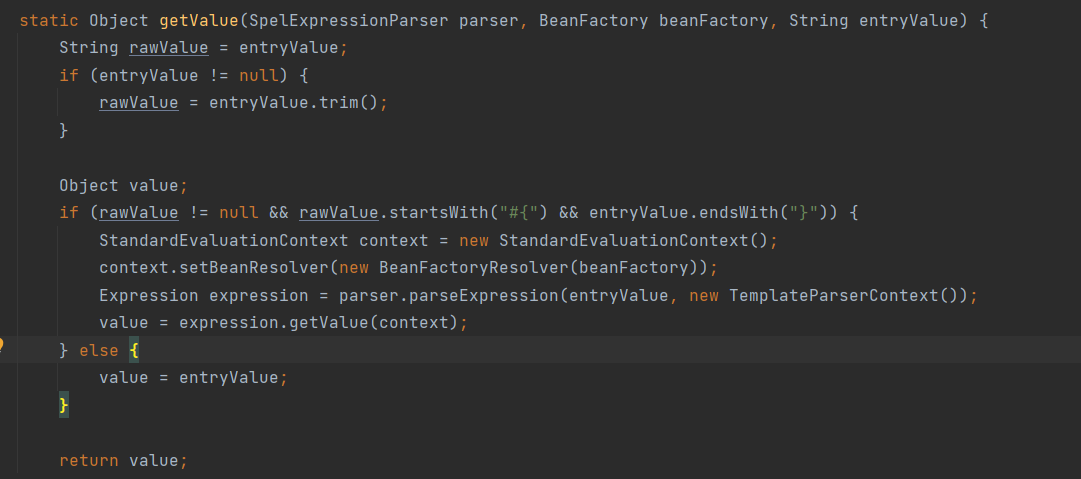 static Object getValue(SpelExpressionParser parser, BeanFactory beanFactory, String entryValue) {
    String rawValue = entryValue;
    if (entryValue != null) {
        rawValue = entryValue.trim();
    }

    Object value;
    if (rawValue != null && rawValue.startsWith("#{") && entryValue.endsWith("}")) {
        StandardEvaluationContext context = new StandardEvaluationContext();
        context.setBeanResolver(new BeanFactoryResolver(beanFactory));
        Expression expression = parser.parseExpression(entryValue, new TemplateParserContext());
        value = expression.getValue(context);
    } else {
        value = entryValue;
    }

    return value;